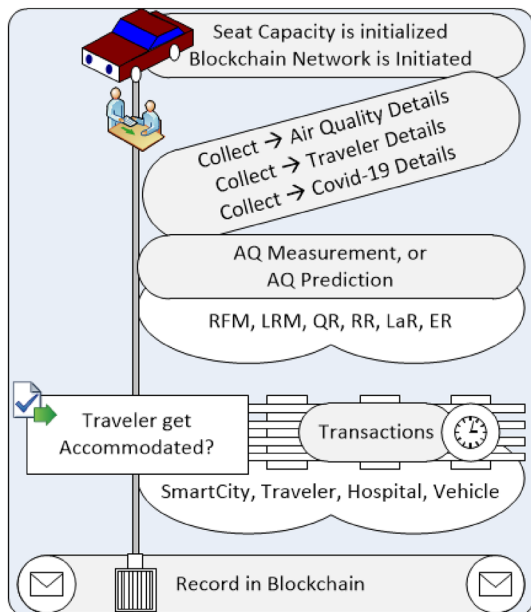 Seat Capacity is initialized
Blockchain Network is Initiated
Collect → Air Quality Details
Collect → Traveler Details
Collect → Covid-19 Details
AQ Measurement, or
AQ Prediction
RFM, LRM, QR, RR, LaR, ER
Traveler get
Accommodated?
Transactions
SmartCity, Traveler, Hospital, Vehicle
Record in Blockchain